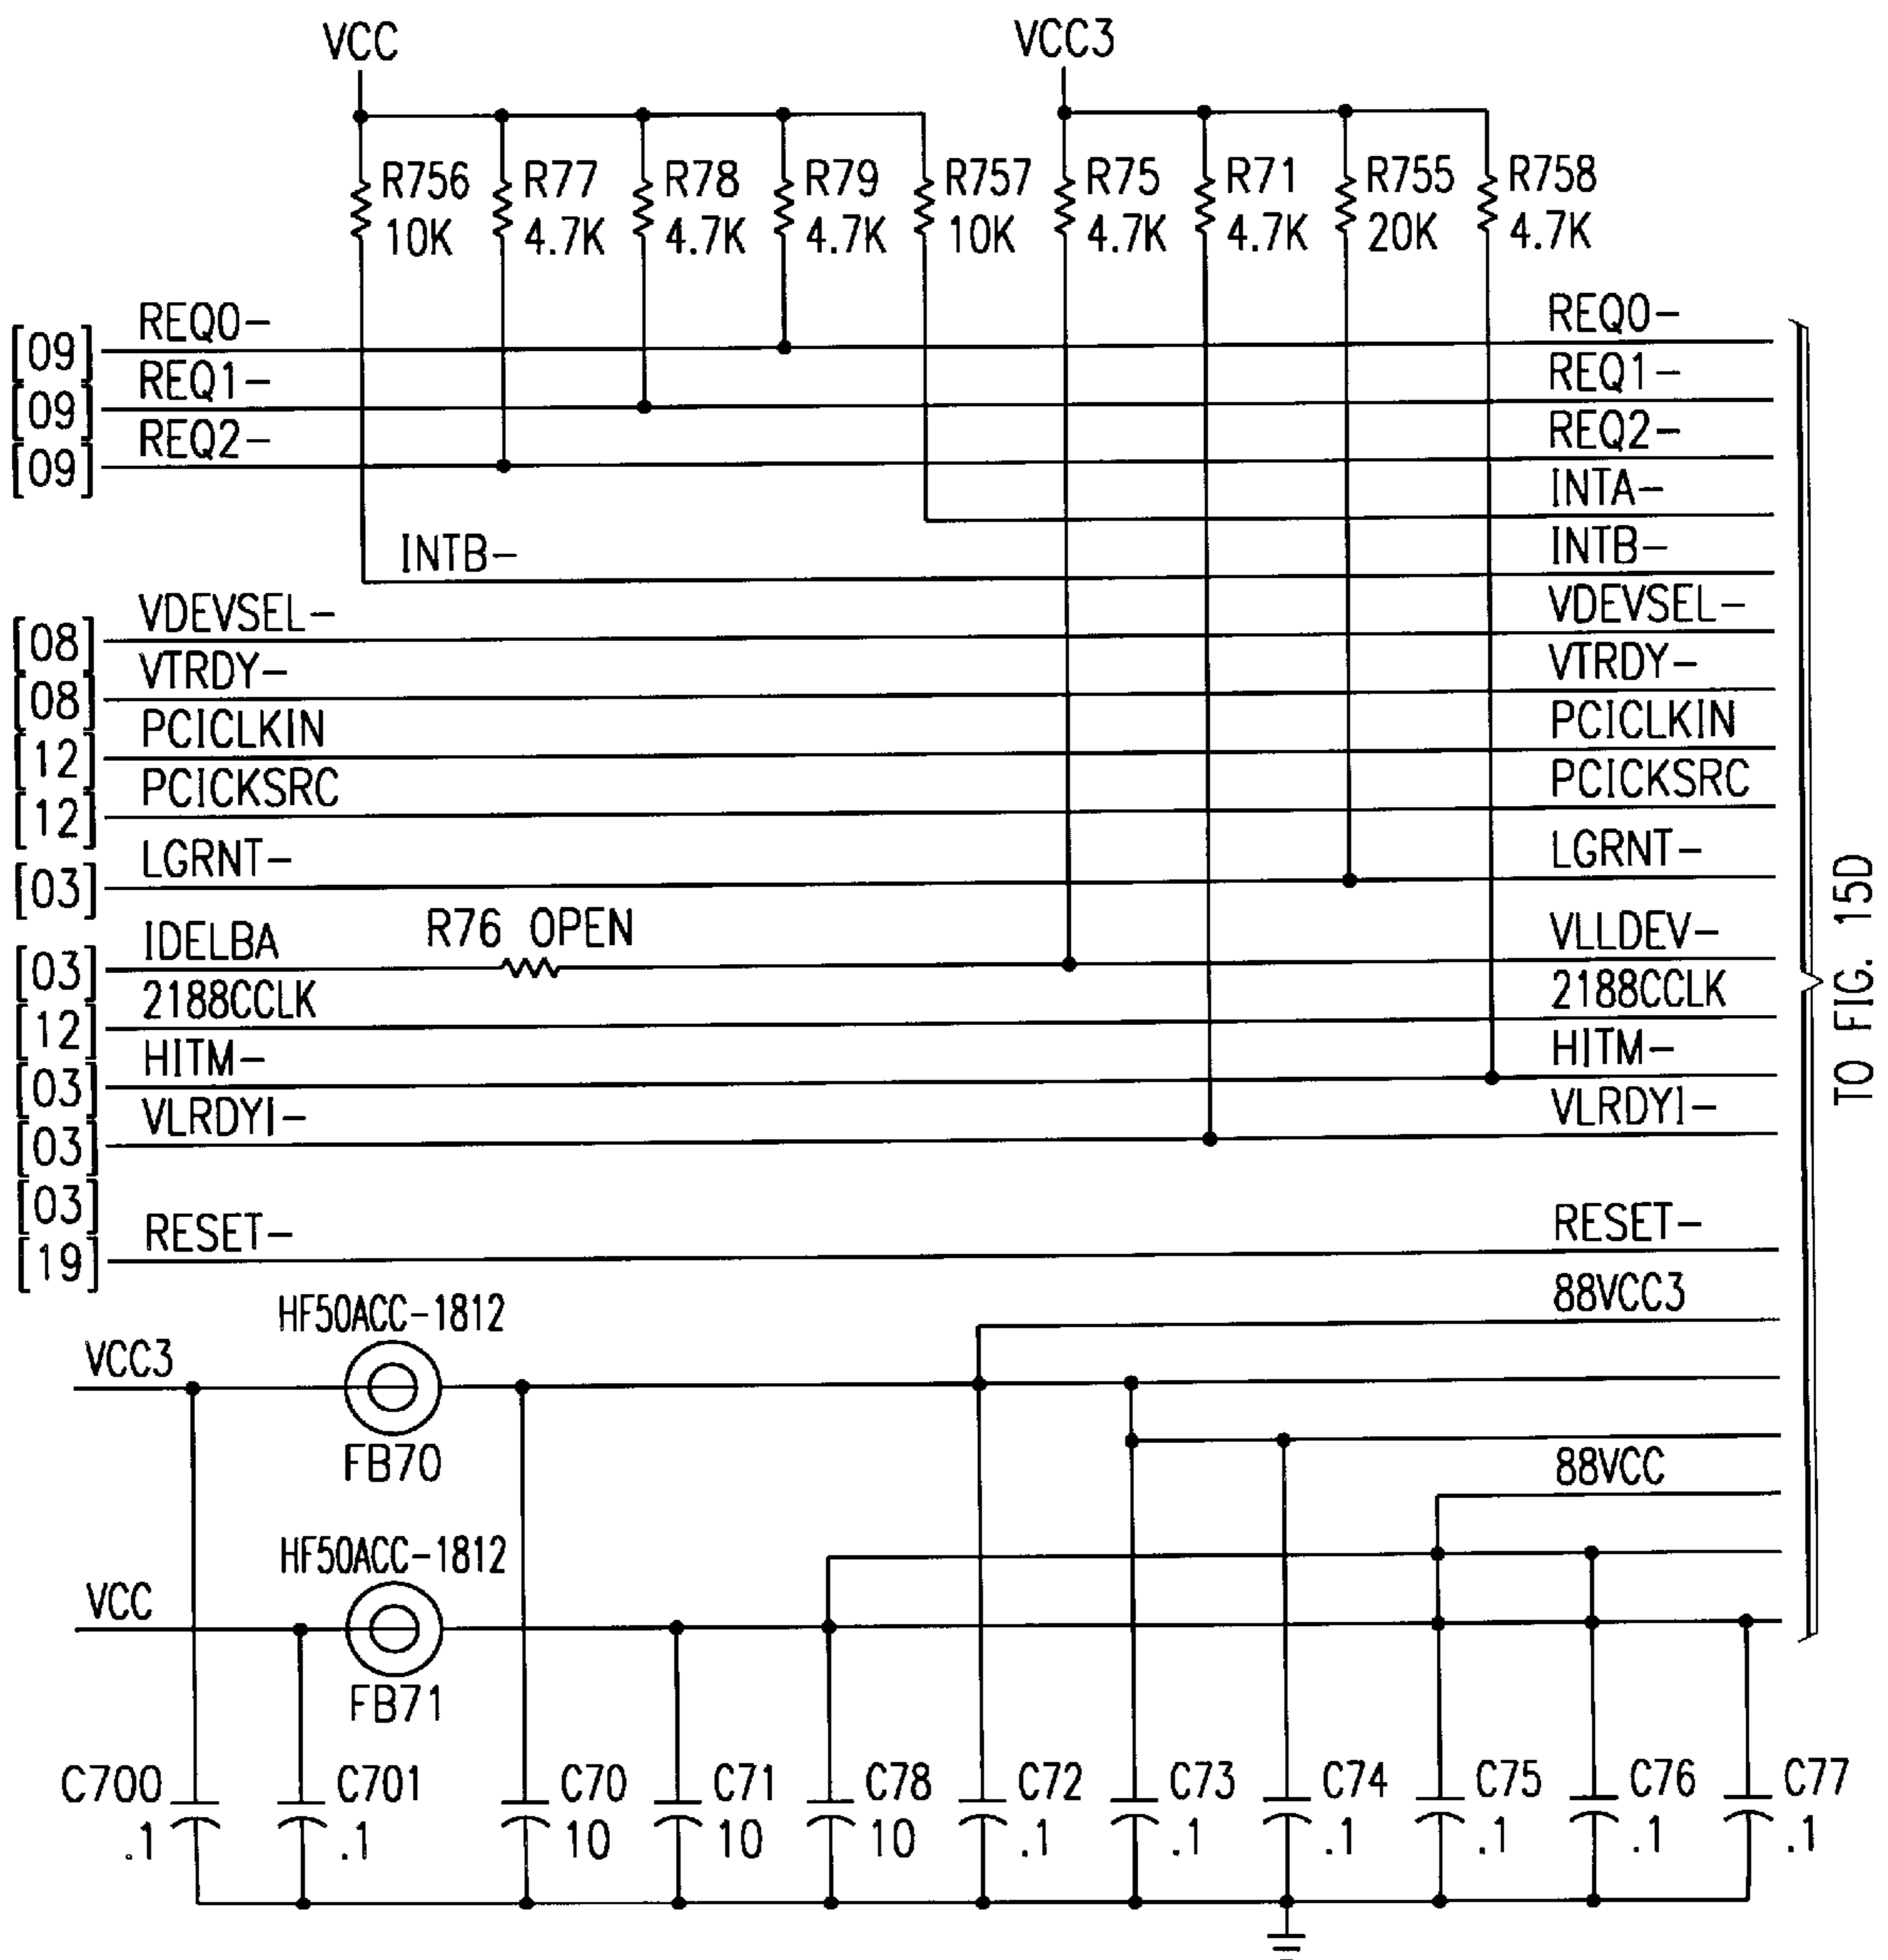 VCC VCC3
R756 R77 R78 R79 R757 R75 R71 R755 R758
10K 4.7K 4.7K 4.7K 10K 4.7K 4.7K 20K 4.7K
[09] REQ0- REQ0-
[09] REQ1- REQ1-
[09] REQ2- REQ2-
INTA-
INTB- INTB-
[08] VDEVSEL- VDEVSEL-
[08] VTRDY- VTRDY-
[12] PCICLKIN PCICLKIN
[12] PCICKSRC PCICKSRC
[03] LGRNT- LGRNT-
[03] IDELBA R76 OPEN VLLDEV-
[12] 2188CCLK 2188CCLK
[03] HITM- HITM-
[03] VLRDYI- VLRDYI-
[03]
[19] RESET- RESET-
TO FIG. 15D
HF50ACC-1812 88VCC3
VCC3
FB70
88VCC
HF50ACC-1812
VCC
FB71
C700 C701 C70 C71 C78 C72 C73 C74 C75 C76 C77
.1 .1 10 10 10 .1 .1 .1 .1 .1 .1